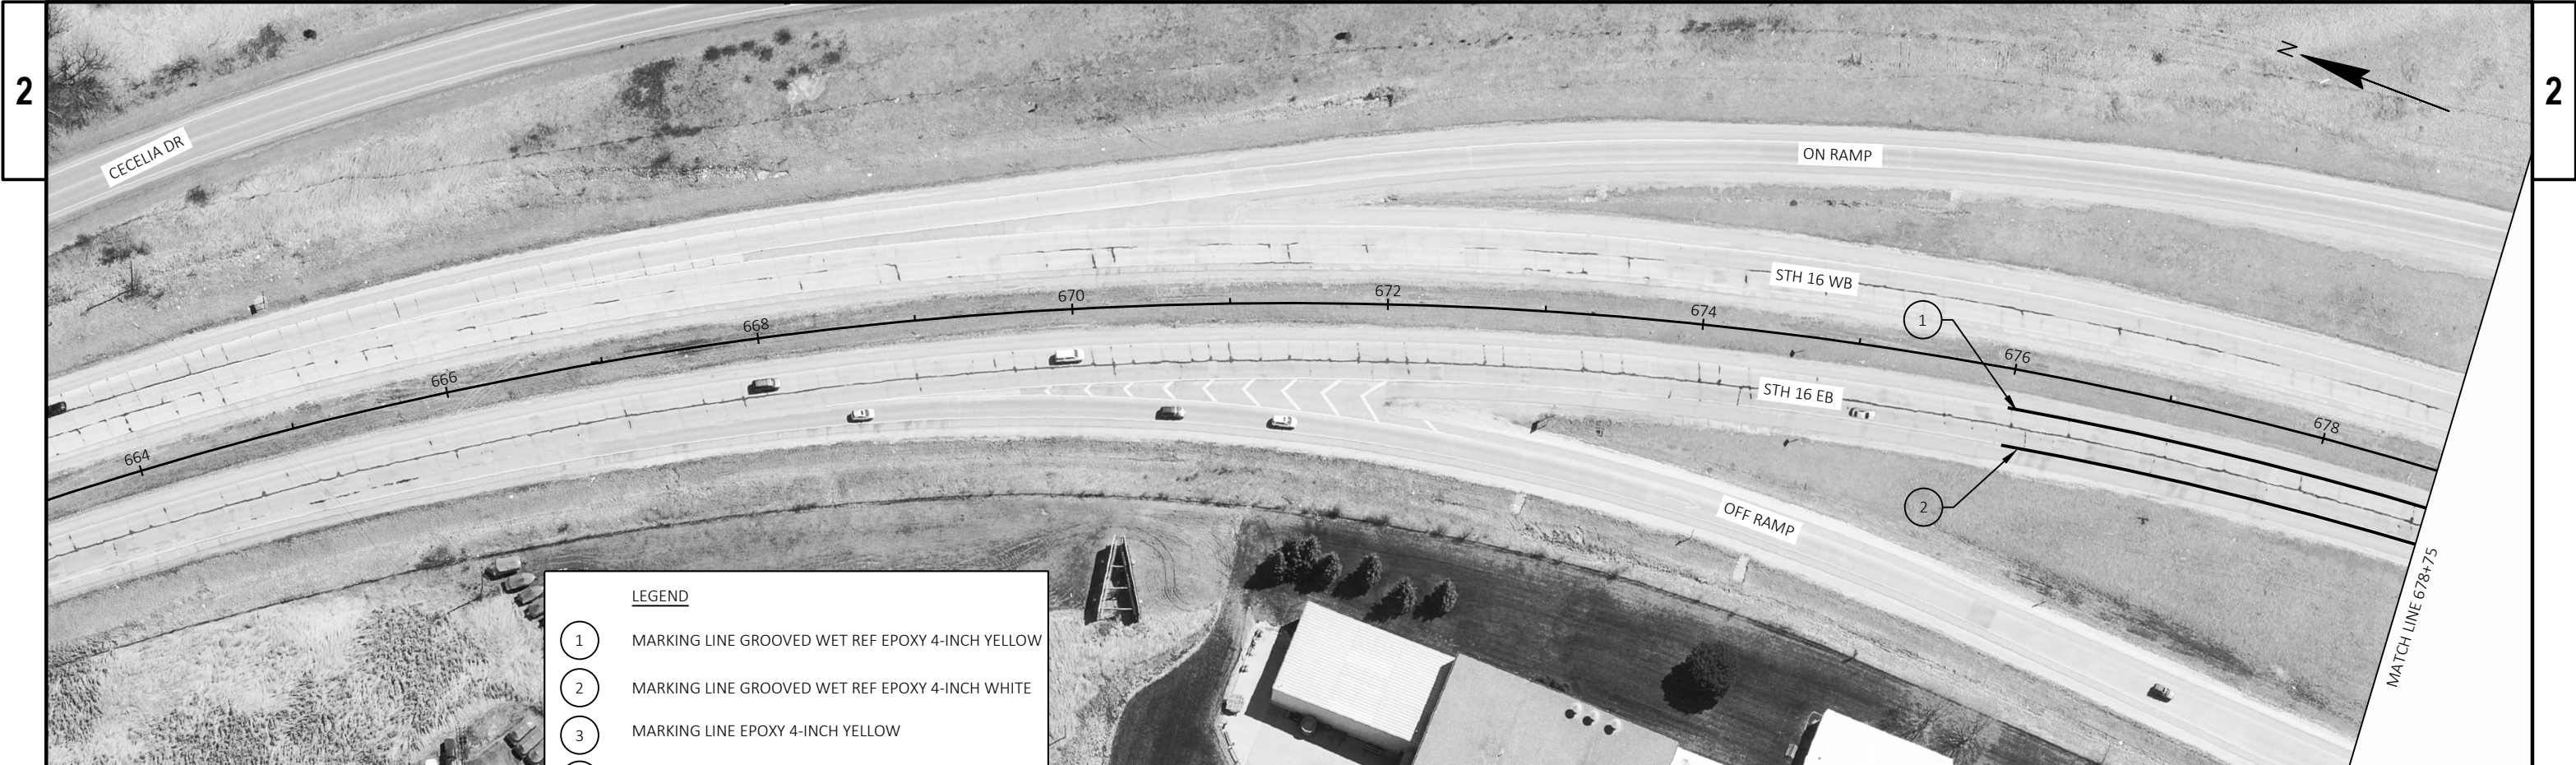 2
2
N
CECELIA DR
ON RAMP
STH 16 WB
670
672
674
668
676
666
678
664
1
STH 16 EB
2
OFF RAMP
MATCH LINE 678+75
LEGEND
1 MARKING LINE GROOVED WET REF EPOXY 4-INCH YELLOW
2 MARKING LINE GROOVED WET REF EPOXY 4-INCH WHITE
3 MARKING LINE EPOXY 4-INCH YELLOW